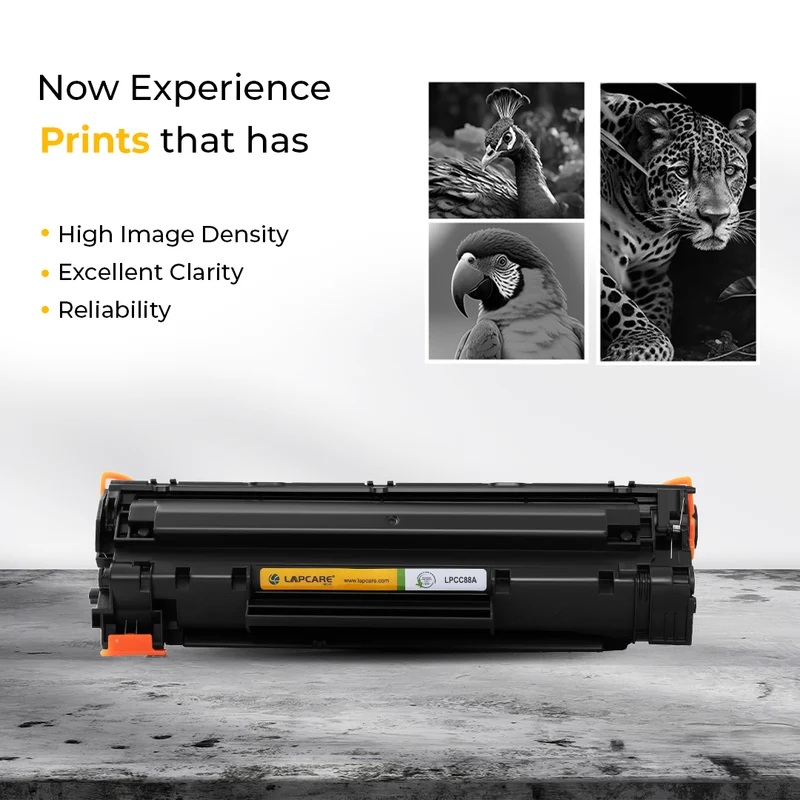 Now Experience
Prints that has
• High Image Density
• Excellent Clarity
• Reliability
LAPCARE® www.lapcare.com LPCC88A